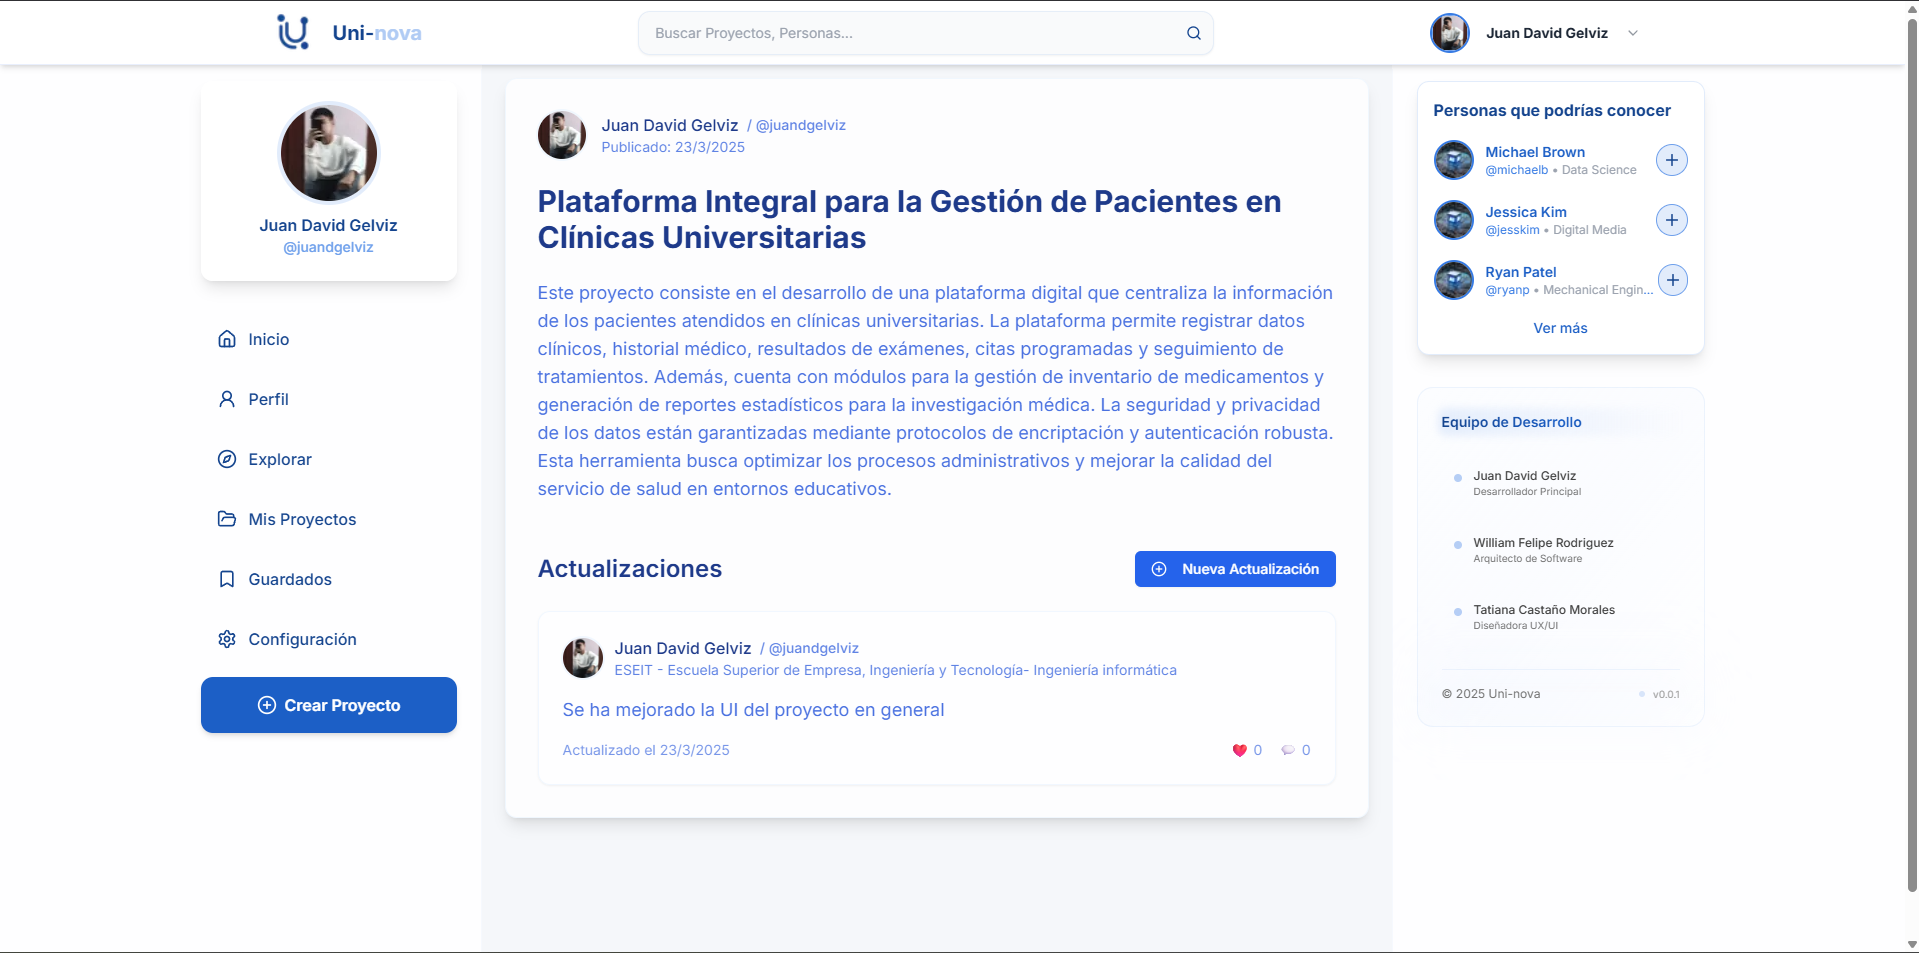 Uni-nova
Buscar Proyectos, Personas...
Juan David Gelviz
Juan David Gelviz
@juandgelviz
Inicio
Perfil
Explorar
Mis Proyectos
Guardados
Configuración
Crear Proyecto
Juan David Gelviz / @juandgelviz
Publicado: 23/3/2025
Plataforma Integral para la Gestión de Pacientes en
Clínicas Universitarias
Este proyecto consiste en el desarrollo de una plataforma digital que centraliza la información
de los pacientes atendidos en clínicas universitarias. La plataforma permite registrar datos
clínicos, historial médico, resultados de exámenes, citas programadas y seguimiento de
tratamientos. Además, cuenta con módulos para la gestión de inventario de medicamentos y
generación de reportes estadísticos para la investigación médica. La seguridad y privacidad
de los datos están garantizadas mediante protocolos de encriptación y autenticación robusta.
Esta herramienta busca optimizar los procesos administrativos y mejorar la calidad del
servicio de salud en entornos educativos.
Actualizaciones
Nueva Actualización
Juan David Gelviz / @juandgelviz
ESEIT - Escuela Superior de Empresa, Ingeniería y Tecnología- Ingeniería informática
Se ha mejorado la UI del proyecto en general
Actualizado el 23/3/2025
0 0
Personas que podrías conocer
Michael Brown
@michaelb • Data Science
Jessica Kim
@jesskim • Digital Media
Ryan Patel
@ryanp • Mechanical Engin...
Ver más
Equipo de Desarrollo
Juan David Gelviz
Desarrollador Principal
William Felipe Rodriguez
Arquitecto de Software
Tatiana Castaño Morales
Diseñadora UX/UI
© 2025 Uni-nova
v0.0.1